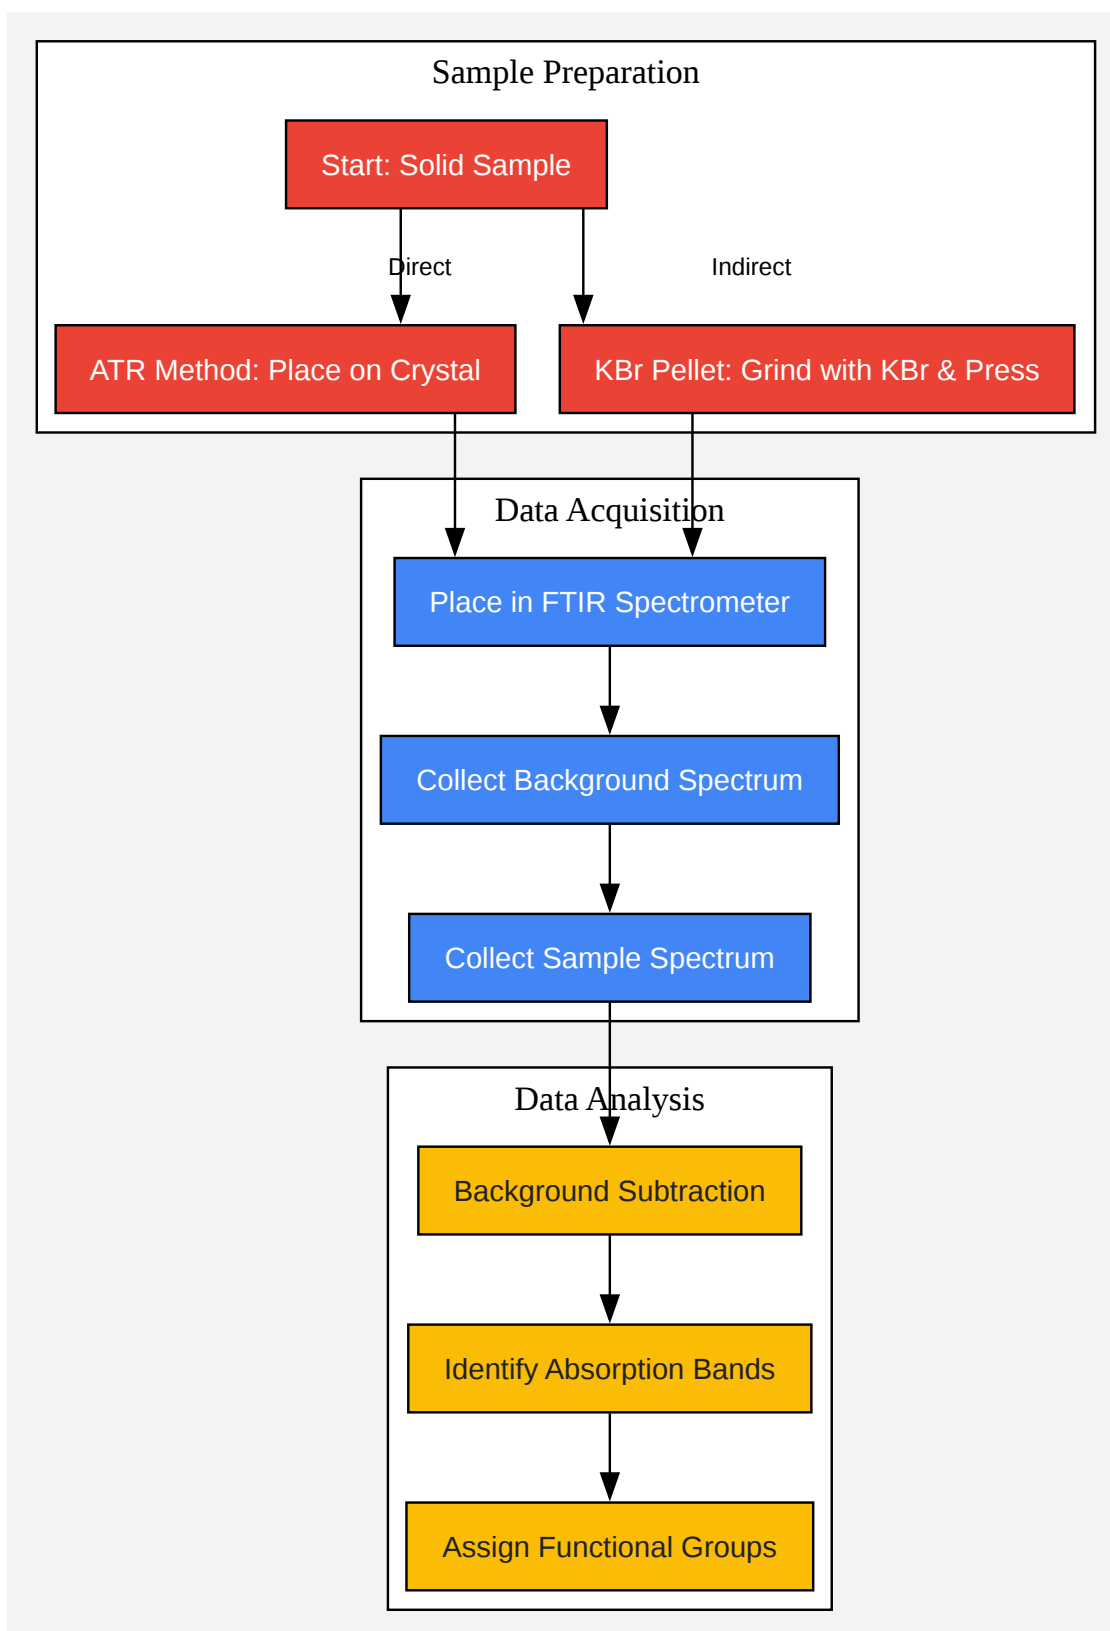 Sample Preparation
Start: Solid Sample
Direct
Indirect
ATR Method: Place on Crystal
KBr Pellet: Grind with KBr & Press
Data Acquisition
Place in FTIR Spectrometer
Collect Background Spectrum
Collect Sample Spectrum
Data Analysis
Background Subtraction
Identify Absorption Bands
Assign Functional Groups